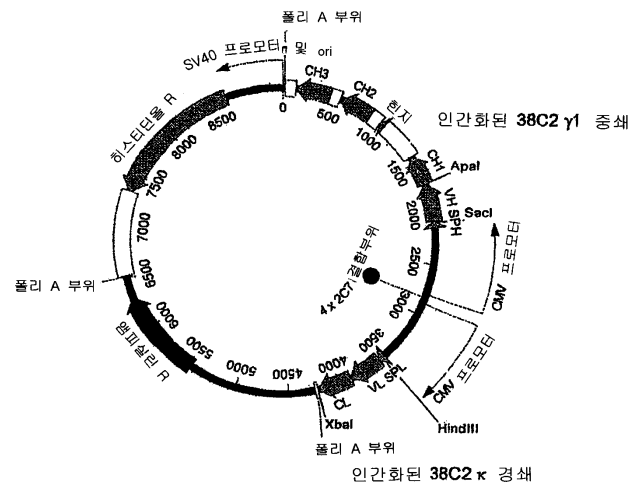 폴리 A 부위
SV40 프로모터 및 ori
CH3
CH2
힌지
인간화된 38C2 γ1 중쇄
CH1
ApaI
VH SPH
SacI
0
500
1000
1500
2000
2500
3000
3500
4000
4500
5000
5500
6000
6500
7000
7500
8000
8500
히스티딘올 R
폴리 A 부위
앰피실린 R
4 x 2C7 결합부위
CMV 프로모터
CMV 프로모터
VL SPL
CL
HindIII
XbaI
폴리 A 부위
인간화된 38C2 κ 경쇄